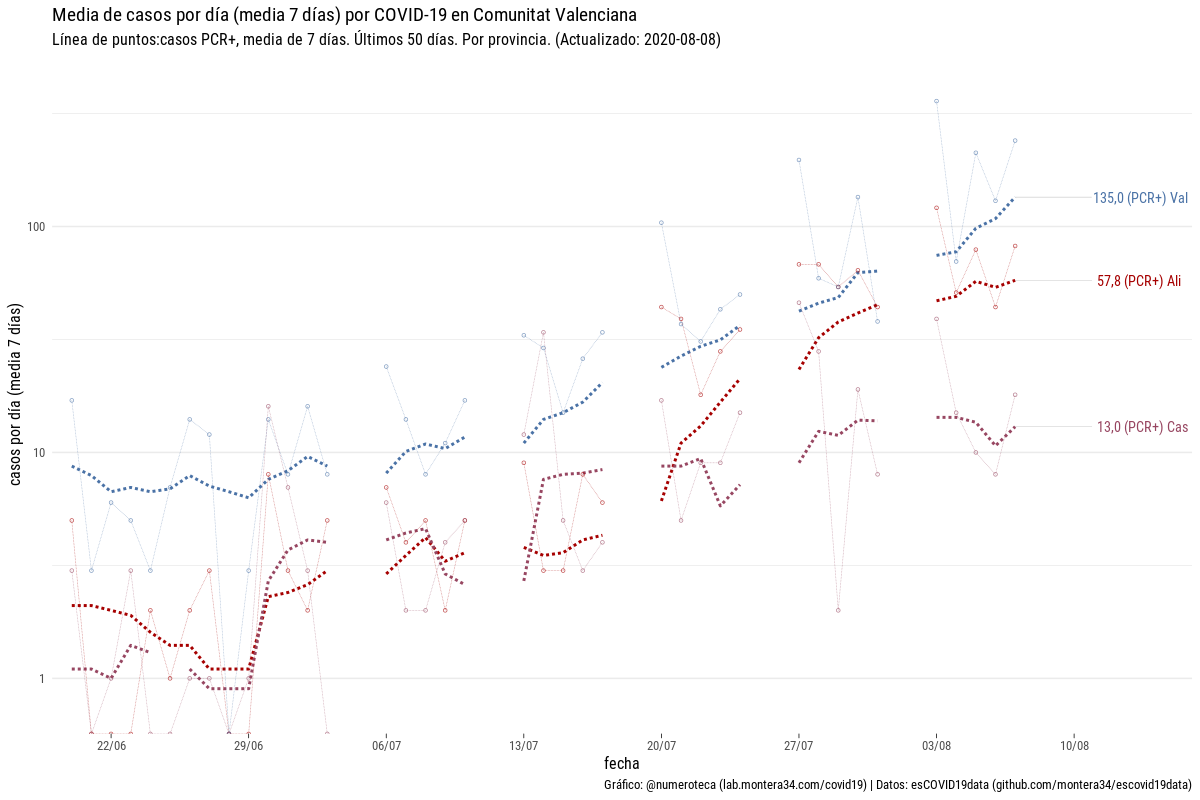 Media de casos por día (media 7 días) por COVID-19 en Comunitat Valenciana
Línea de puntos:casos PCR+, media de 7 días. Últimos 50 días. Por provincia. (Actualizado: 2020-08-08)
casos por día (media 7 días)
100
10
1
135,0 (PCR+) Val
57,8 (PCR+) Ali
13,0 (PCR+) Cas
22/06
29/06
06/07
13/07
20/07
27/07
03/08
10/08
fecha
Gráfico: @numeroteca (lab.montera34.com/covid19) | Datos: esCOVID19data (github.com/montera34/escovid19data)